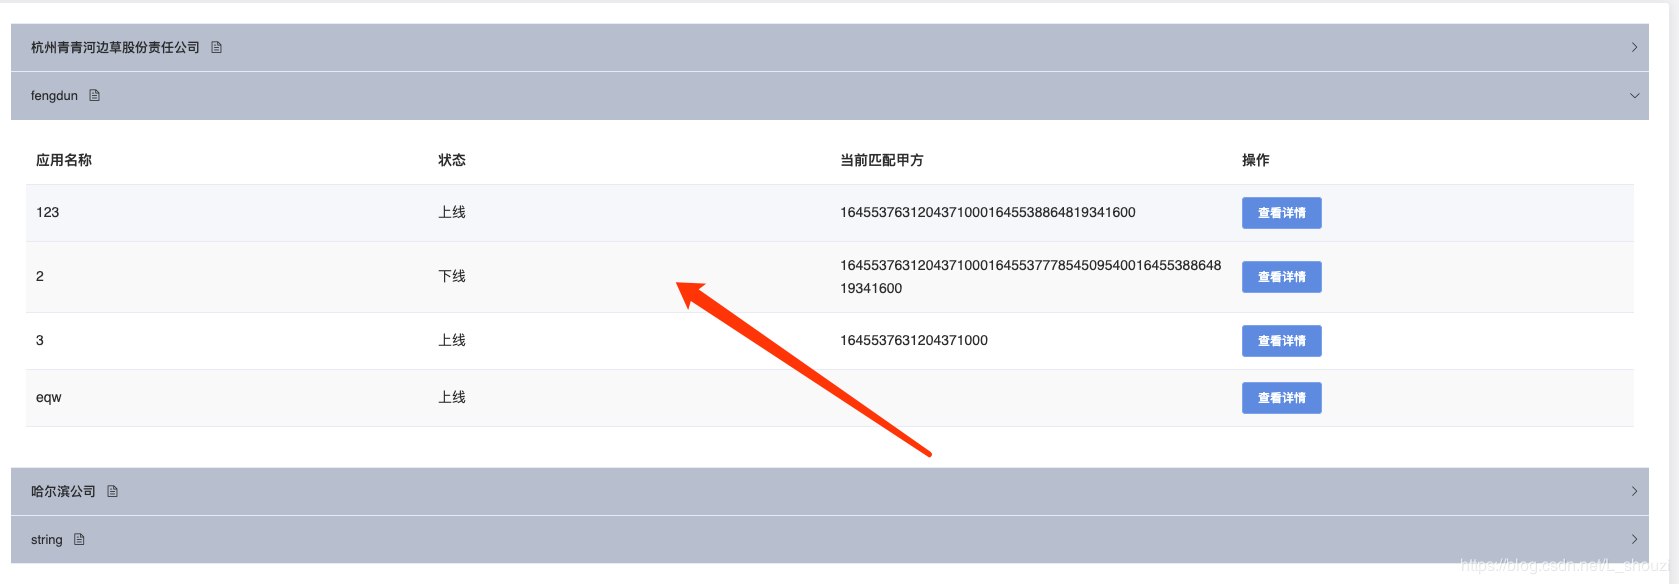 杭州青青河边草股份责任公司
fengdun
应用名称 状态 当前匹配甲方 操作
123 上线 16455376312043710001645538864819341600 查看详情
2 下线 1645537631204371000164553777854509540016455388648
19341600 查看详情
3 上线 1645537631204371000 查看详情
eqw 上线 查看详情
哈尔滨公司
string
https://blog.csdn.net/L_shouzi